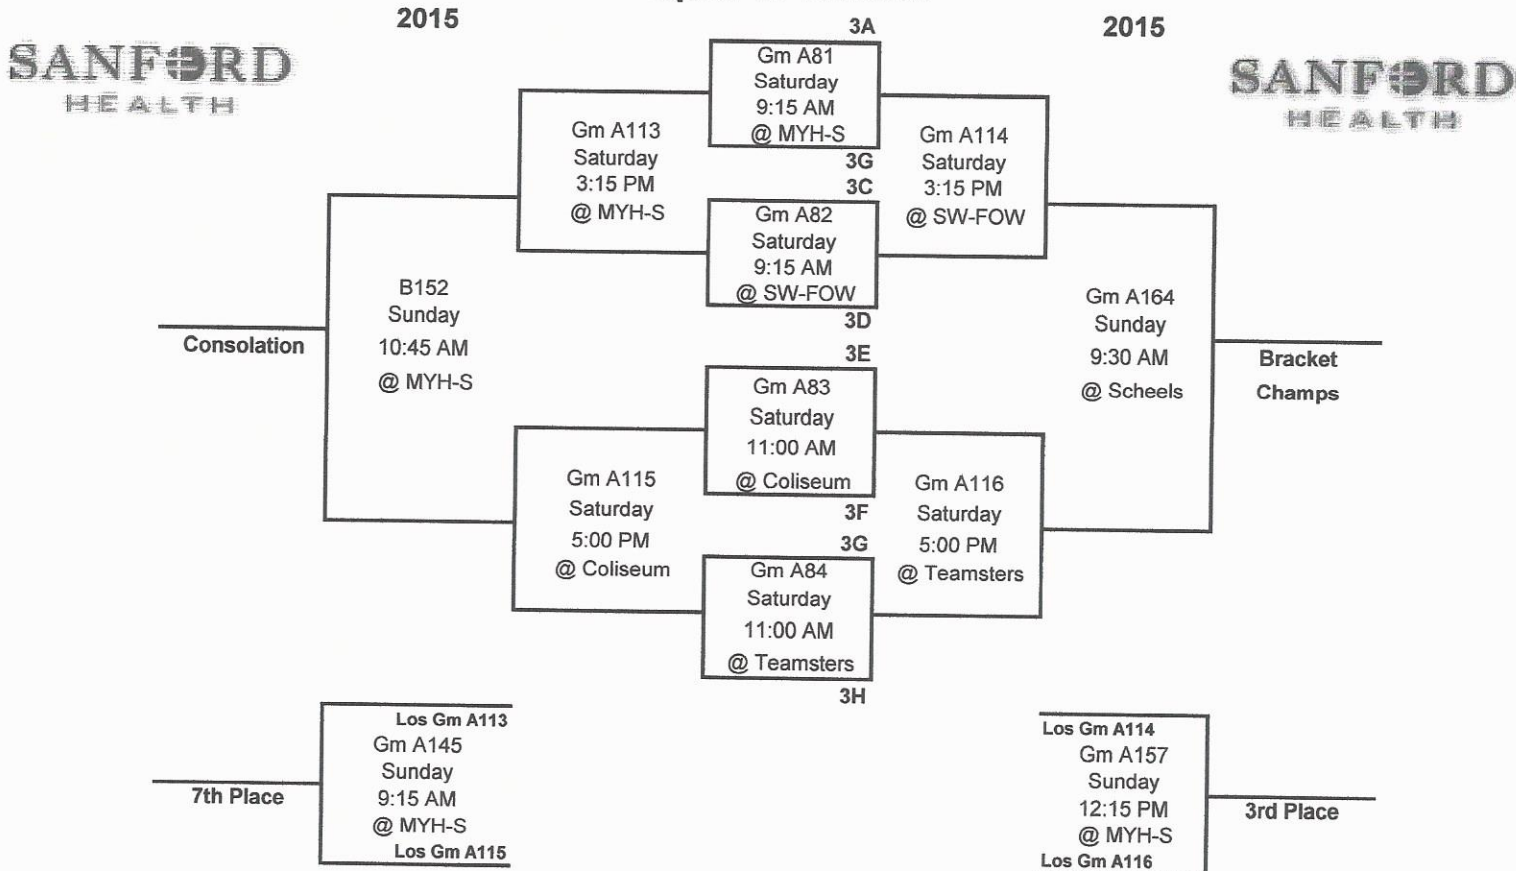 2015
2015
SANFORD
HEALTH
SANFORD
HEALTH
3A
Gm A81
Saturday
9:15 AM
@ MYH-S
3G
Gm A113
Saturday
3:15 PM
@ MYH-S
Gm A114
Saturday
3:15 PM
@ SW-FOW
3C
Gm A82
Saturday
9:15 AM
@ SW-FOW
3D
B152
Sunday
10:45 AM
@ MYH-S
Consolation
Gm A164
Sunday
9:30 AM
@ Scheels
Bracket
Champs
3E
Gm A83
Saturday
11:00 AM
@ Coliseum
3F
Gm A115
Saturday
5:00 PM
@ Coliseum
Gm A116
Saturday
5:00 PM
@ Teamsters
3G
Gm A84
Saturday
11:00 AM
@ Teamsters
3H
Los Gm A113
Gm A145
Sunday
9:15 AM
@ MYH-S
Los Gm A115
7th Place
Los Gm A114
Gm A157
Sunday
12:15 PM
@ MYH-S
Los Gm A116
3rd Place